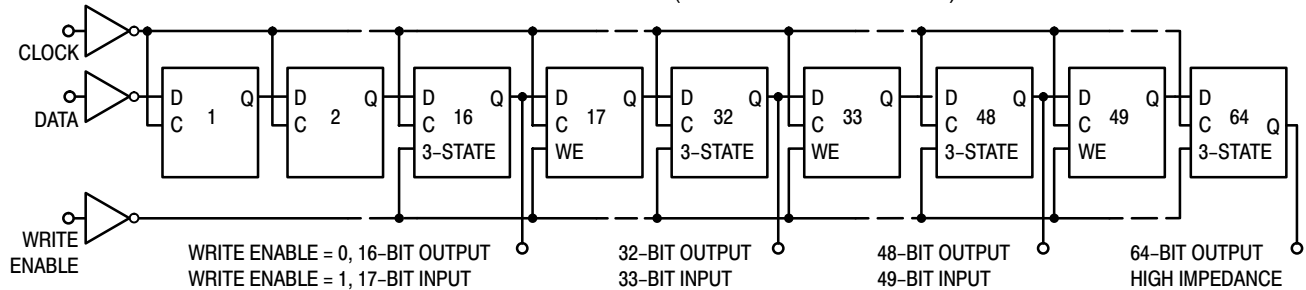 CLOCK
DATA
D Q 1 C
D Q 2 C
D Q 16 C 3−STATE
D Q 17 C WE
D Q 32 C 3−STATE
D Q 33 C WE
D Q 48 C 3−STATE
D Q 49 C WE
D 64 C Q 3−STATE
WRITE
ENABLE
WRITE ENABLE = 0, 16−BIT OUTPUT
WRITE ENABLE = 1, 17−BIT INPUT
32−BIT OUTPUT
33−BIT INPUT
48−BIT OUTPUT
49−BIT INPUT
64−BIT OUTPUT
HIGH IMPEDANCE